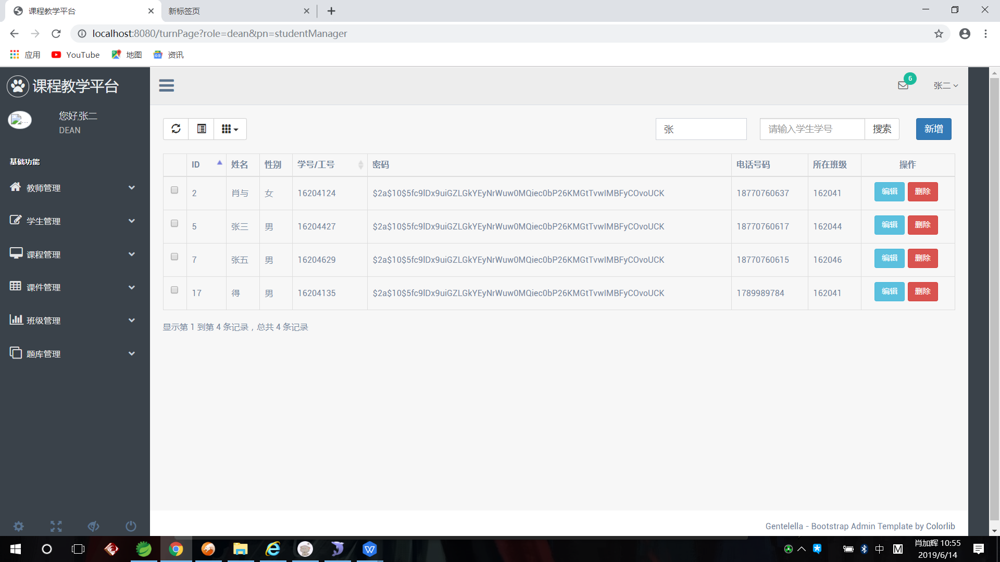 课程教学平台
新标签页
localhost:8080/turnPage?role=dean&pn=studentManager
应用 YouTube 地图 资讯
课程教学平台
6
张二
您好,张二
DEAN
基础功能
教师管理
学生管理
课程管理
课件管理
班级管理
题库管理
张 请输入学生学号 搜索 新增
ID 姓名 性别 学号/工号 密码 电话号码 所在班级 操作
2 肖与 女 16204124 $2a$10$5fc9lDx9uiGZLGkYEyNrWuw0MQiec0bP26KMGtTvwIMBFyCOvoUCK 18770760637 162041 编辑 删除
5 张三 男 16204427 $2a$10$5fc9lDx9uiGZLGkYEyNrWuw0MQiec0bP26KMGtTvwIMBFyCOvoUCK 18770760617 162044 编辑 删除
7 张五 男 16204629 $2a$10$5fc9lDx9uiGZLGkYEyNrWuw0MQiec0bP26KMGtTvwIMBFyCOvoUCK 18770760615 162046 编辑 删除
17 得 男 16204135 $2a$10$5fc9lDx9uiGZLGkYEyNrWuw0MQiec0bP26KMGtTvwIMBFyCOvoUCK 1789989784 162041 编辑 删除
显示第 1 到第 4 条记录，总共 4 条记录
Gentelella - Bootstrap Admin Template by Colorlib
中 M
肖加辉 10:55
2019/6/14